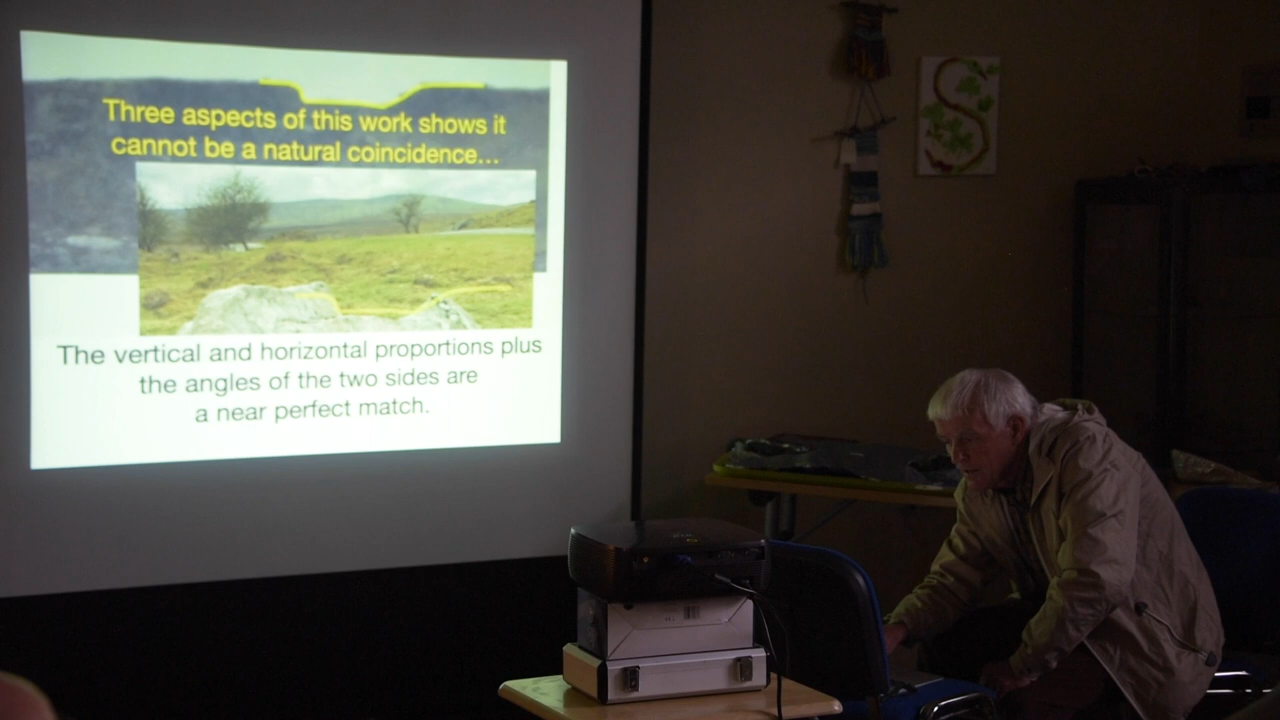 Three aspects of this work shows it
cannot be a natural coincidence...
The vertical and horizontal proportions plus
the angles of the two sides are
a near perfect match.